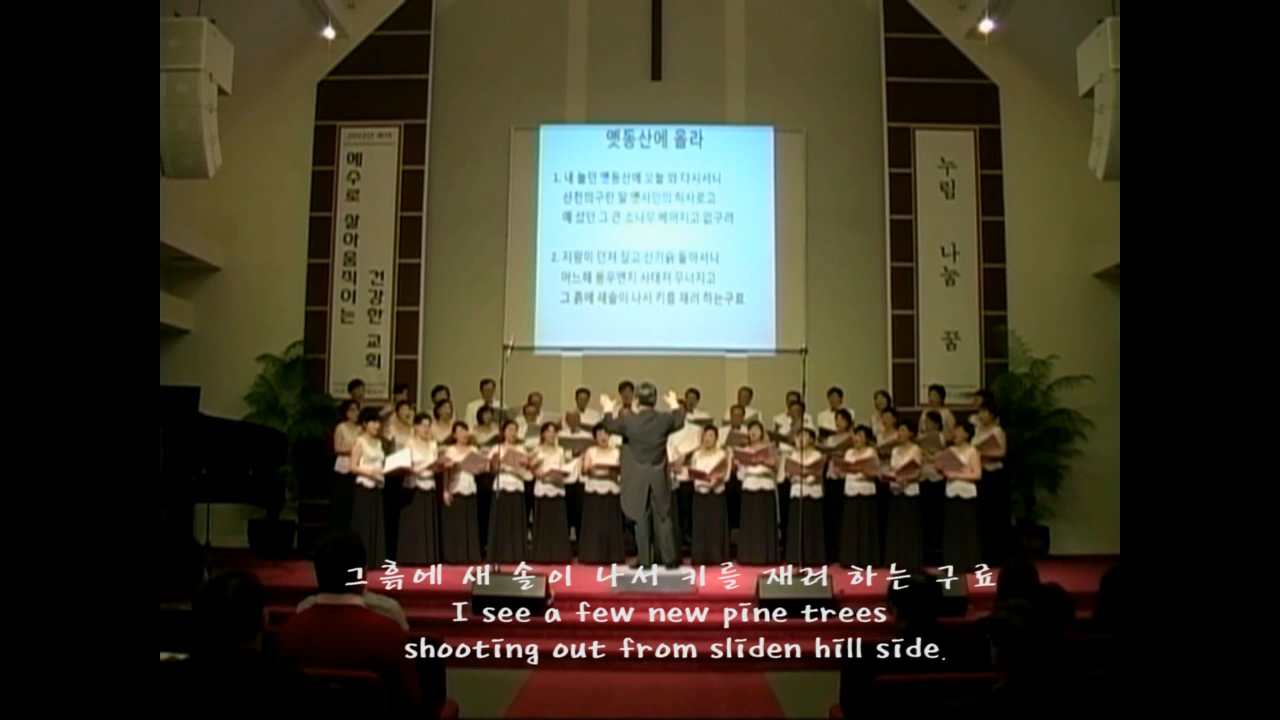 옛동산에 올라
1. 내 놀던 옛동산에 오늘 와 다시서니
산천의구란 말 옛시인의 허사로고
예 섰던 그 큰 소나무 버어지고 없구려
2. 지팡이 던져 짚고 산기슭 돌아서니
어느해 풍우엔지 사태져 무너지고
그 흙에 새솔이 나서 키를 재려 하는구료
예수로 살아움직이는
건강한 교회
누림 나눔 꿈
그흙에 새 솔이 나서 키를 재려 하는 구료
I see a few new pine trees
shooting out from sliden hill side.